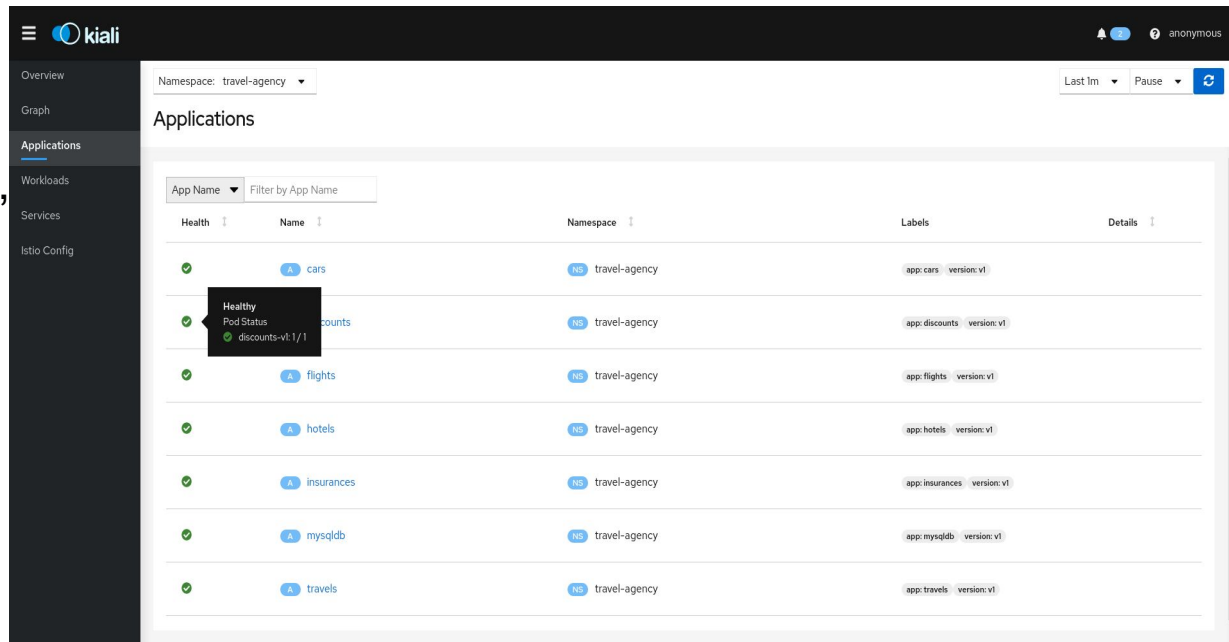 kiali
2
anonymous
Overview
Graph
Applications
Workloads
Services
Istio Config
,
Namespace: travel-agency
Last 1m Pause
Applications
App Name Filter by App Name
Health Name Namespace Labels Details
A cars NS travel-agency app: cars version: v1
Healthy
Pod Status
discounts-v1: 1 / 1
counts NS travel-agency app: discounts version: v1
A flights NS travel-agency app: flights version: v1
A hotels NS travel-agency app: hotels version: v1
A insurances NS travel-agency app: insurances version: v1
A mysqldb NS travel-agency app: mysqldb version: v1
A travels NS travel-agency app: travels version: v1